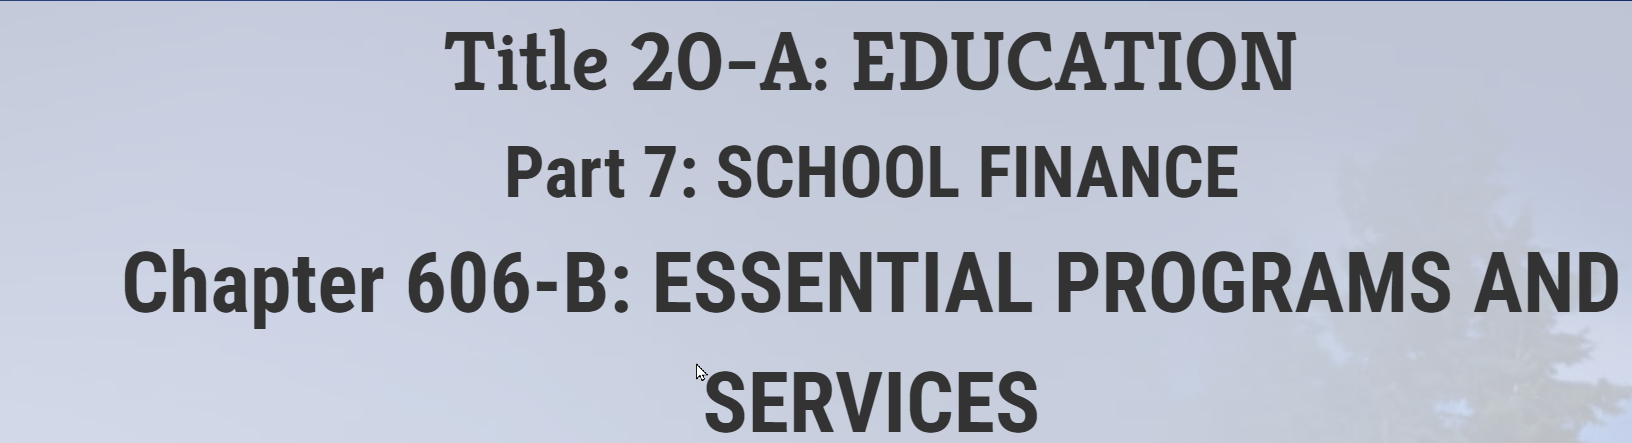 Title 20-A: EDUCATION
Part 7: SCHOOL FINANCE
Chapter 606-B: ESSENTIAL PROGRAMS AND
SERVICES